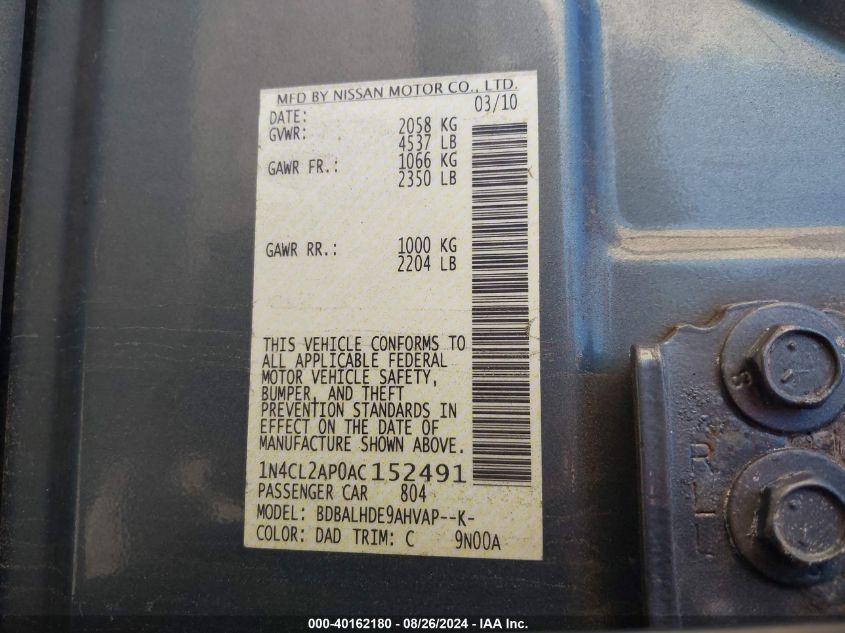 MFD BY NISSAN MOTOR CO., LTD.
DATE: 03/10
GVWR: 2058 KG
4537 LB
GAWR FR.: 1066 KG
2350 LB
GAWR RR.: 1000 KG
2204 LB
THIS VEHICLE CONFORMS TO
ALL APPLICABLE FEDERAL
MOTOR VEHICLE SAFETY,
BUMPER, AND THEFT
PREVENTION STANDARDS IN
EFFECT ON THE DATE OF
MANUFACTURE SHOWN ABOVE.
1N4CL2AP0AC152491
PASSENGER CAR 804
MODEL: BDBALHDE9AHVAP--K-
COLOR: DAD TRIM: C 9N00A
8
RLL
000-40162180 - 08/26/2024 - IAA Inc.